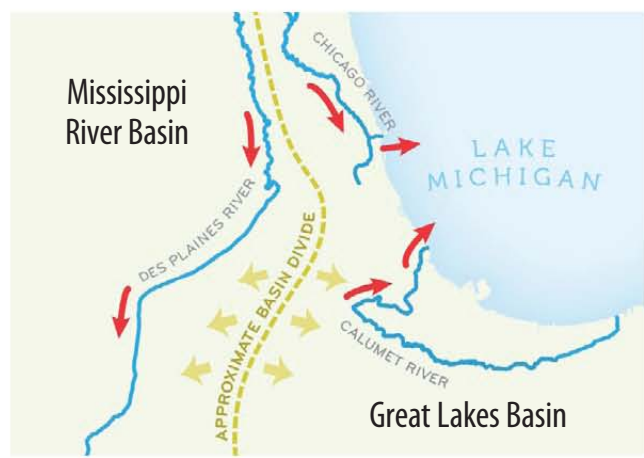 Mississippi
River Basin
CHICAGO RIVER
LAKE
MICHIGAN
DES PLAINES RIVER
APPROXIMATE BASIN DIVIDE
CALUMET RIVER
Great Lakes Basin